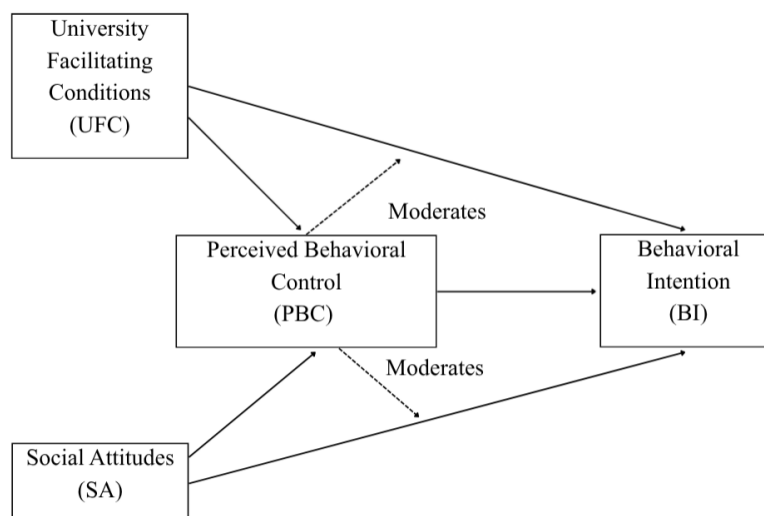 University
Facilitating
Conditions
(UFC)
Moderates
Perceived Behavioral
Control
(PBC)
Behavioral
Intention
(BI)
Moderates
Social Attitudes
(SA)